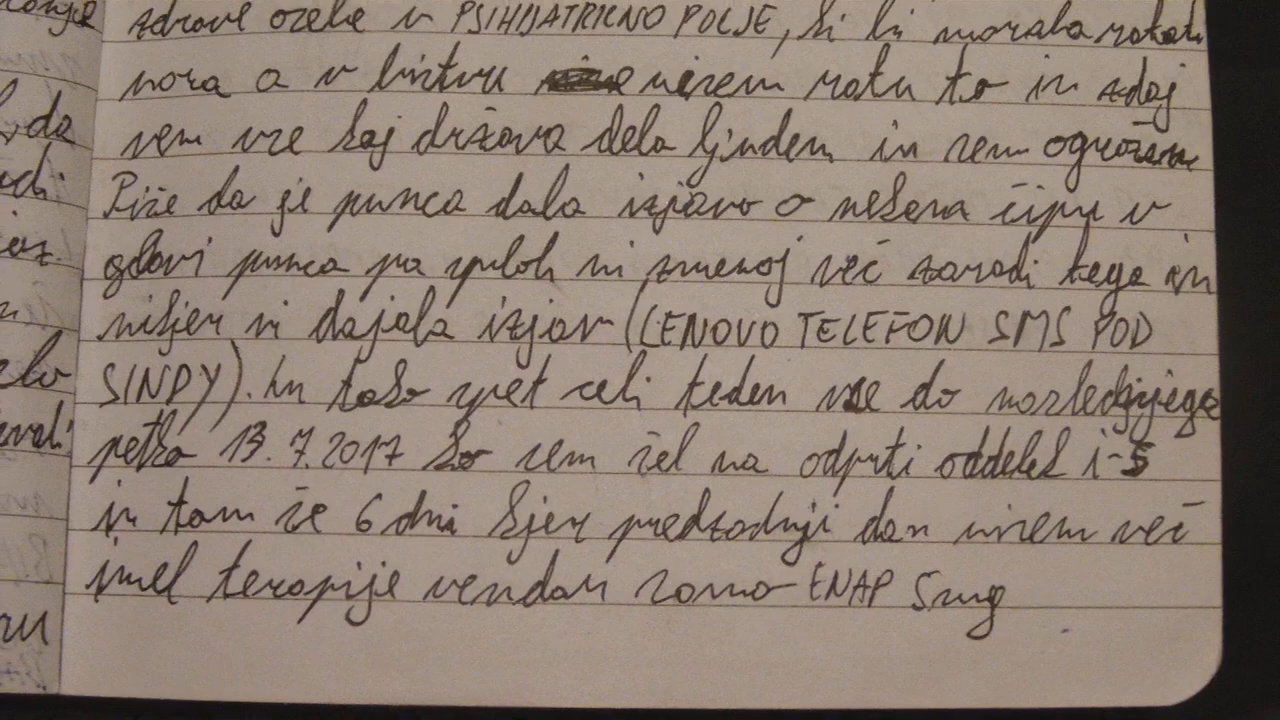 zdrave osebe v PSIHIJATRIČNO POLJE, ki bi morala ratati
nora a v bistvu nisem ratu to in zdaj
vem vse kaj država dela ljudem in sem ogrožen
Piše da je punca dala izjavo o nekem čipu v
glavi punca pa sploh ni zmenoj več zaradi tega in
nikjer ni dajala izjav (LENOVO TELEFON SMS POD
SINDY). In tako spet celi teden vse do naslednjega
petka 13.7.2017 ko sem šel na odprti oddelek i-5
in tam še 6 dni kjer predzadnji dan nisem več
imel terapije vendar samo ENAP 5mg
da